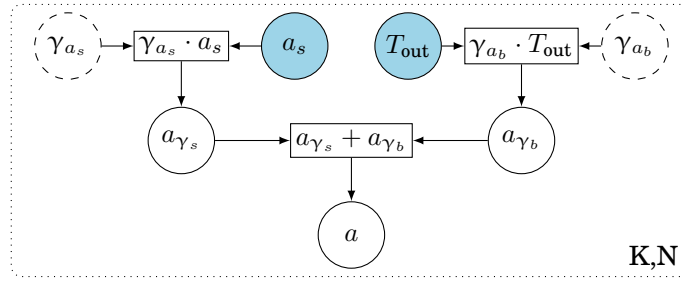 γ_{a_s} γ_{a_s} · a_s a_s T_out γ_{a_b} · T_out γ_{a_b}
a_{γ_s} a_{γ_s} + a_{γ_b} a_{γ_b}
a
K,N